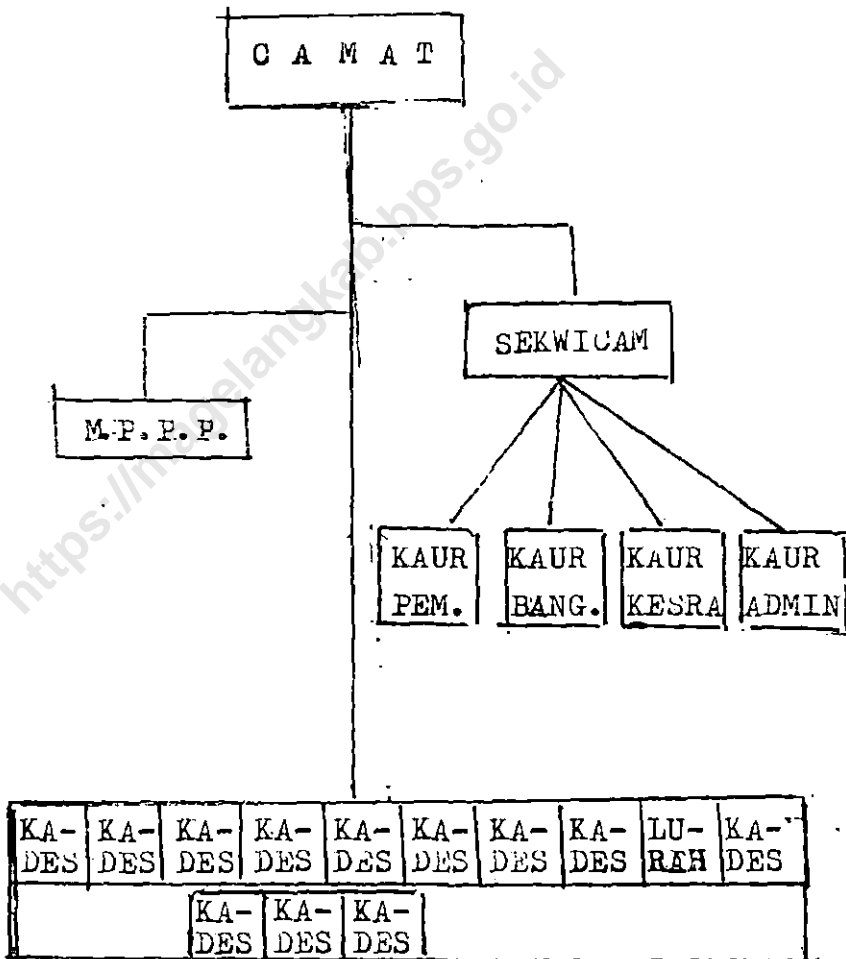 C A M A T
SEKWICAM
M.P.P.P.
KAUR PEM.
KAUR BANG.
KAUR KESRA
KAUR ADMIN
KA-DES
KA-DES
KA-DES
KA-DES
KA-DES
KA-DES
KA-DES
KA-DES
LU-RAH
KA-DES
KA-DES
KA-DES
KA-DES
https://magelangkab.bps.go.id